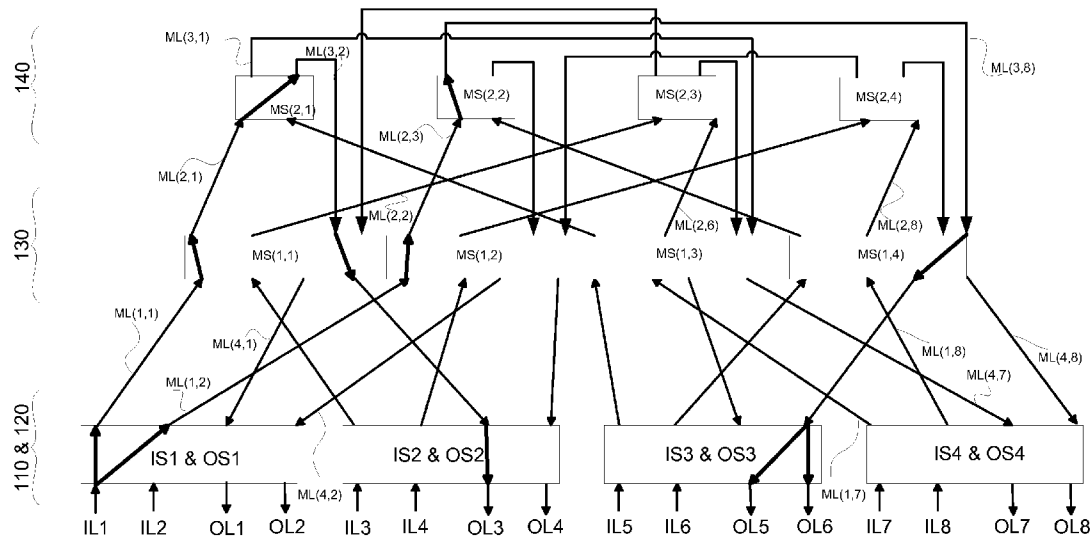 140
ML(3,1)
ML(3,2)
ML(3,8)
MS(2,1)
MS(2,2)
MS(2,3)
MS(2,4)
ML(2,1)
ML(2,3)
ML(2,2)
ML(2,6)
ML(2,8)
130
MS(1,1)
MS(1,2)
MS(1,3)
MS(1,4)
ML(1,1)
ML(4,1)
ML(1,2)
ML(1,8)
ML(4,8)
ML(4,7)
110 & 120
IS1 & OS1
IS2 & OS2
IS3 & OS3
IS4 & OS4
ML(4,2)
ML(1,7)
IL1 IL2 OL1 OL2 IL3 IL4 OL3 OL4 IL5 IL6 OL5 OL6 IL7 IL8 OL7 OL8